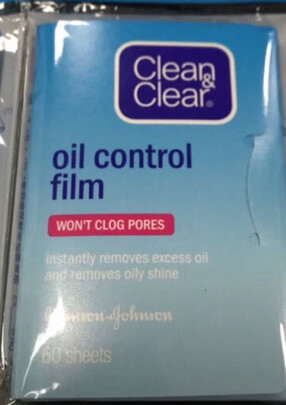 Clean &
Clear®
oil control
film
WON'T CLOG PORES
instantly removes excess oil
and removes oily shine
Johnson & Johnson
60 sheets